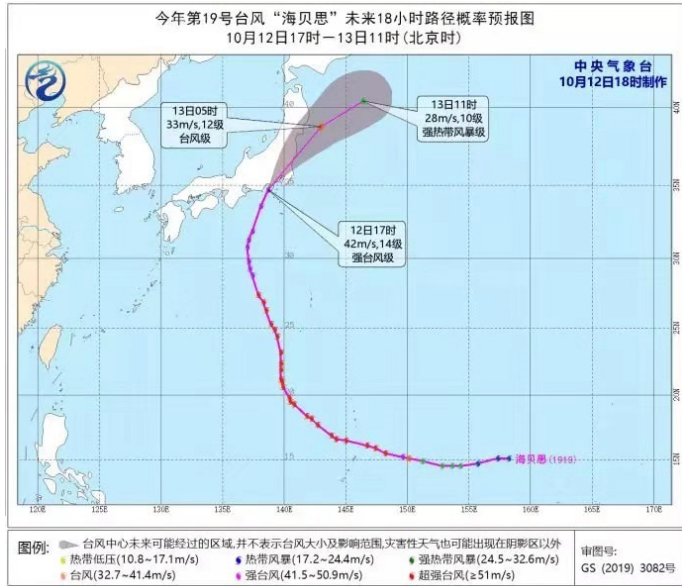 今年第19号台风“海贝思”未来18小时路径概率预报图
10月12日17时—13日11时(北京时)
中央气象台
10月12日18时制作
13日05时
33m/s,12级
台风级
13日11时
28m/s,10级
强热带风暴级
12日17时
42m/s,14级
强台风级
40
40N
35
35N
30
30N
25
25N
20
20N
15
15N
海贝思(1919)
120E 125E 130E 135E 140E 145E 150E 155E 160E 165E 170E
图例:
台风中心未来可能经过的区域,并不表示台风大小及影响范围,灾害性天气也可能出现在阴影区以外
热带低压(10.8~17.1m/s) 热带风暴(17.2~24.4m/s) 强热带风暴(24.5~32.6m/s)
台风(32.7~41.4m/s) 强台风(41.5~50.9m/s) 超强台风(≥51m/s)
审图号:
GS (2019) 3082号